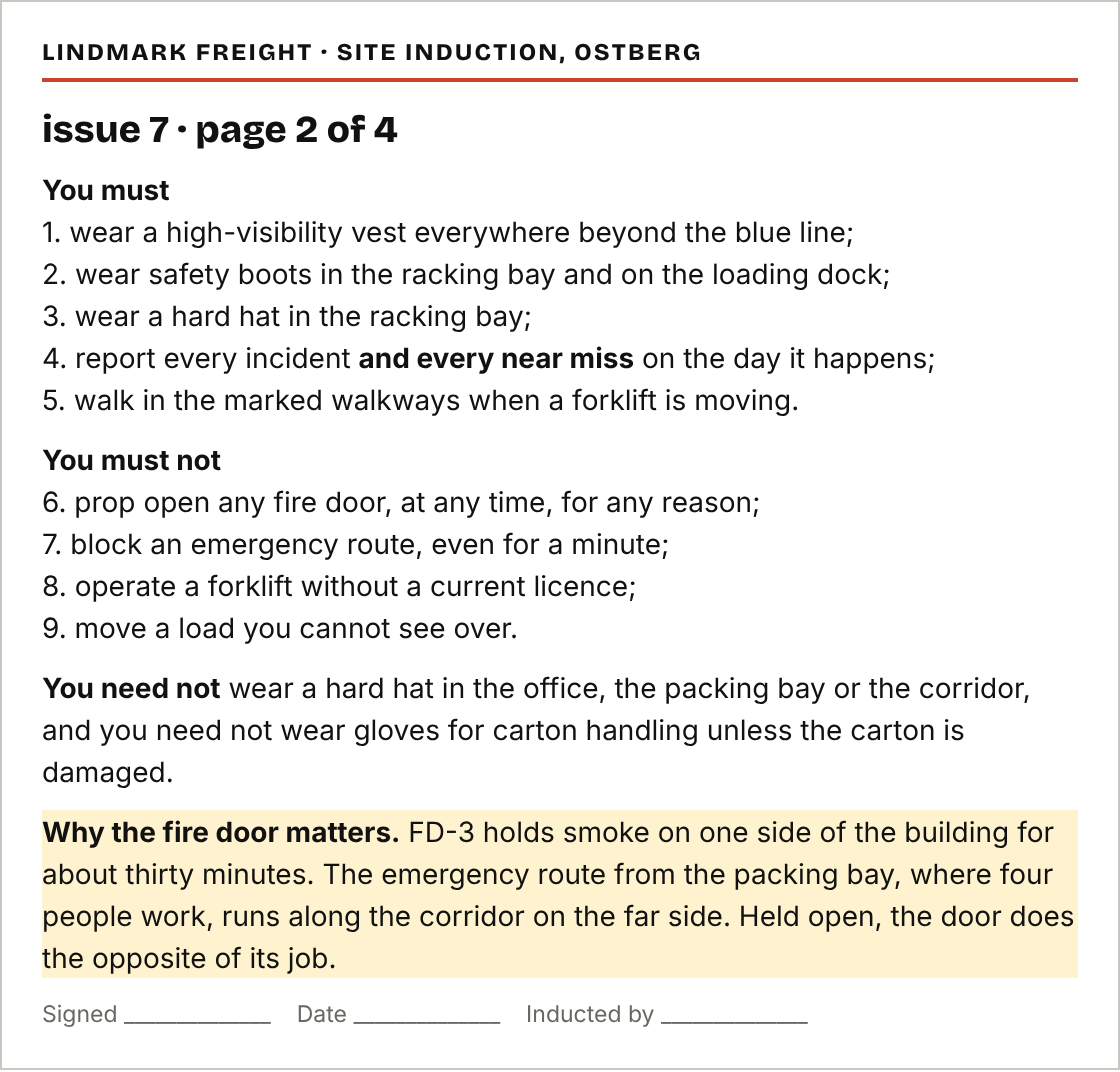 LINDMARK FREIGHT · SITE INDUCTION, OSTBERG
issue 7 · page 2 of 4
You must
1. wear a high-visibility vest everywhere beyond the blue line;
2. wear safety boots in the racking bay and on the loading dock;
3. wear a hard hat in the racking bay;
4. report every incident and every near miss on the day it happens;
5. walk in the marked walkways when a forklift is moving.
You must not
6. prop open any fire door, at any time, for any reason;
7. block an emergency route, even for a minute;
8. operate a forklift without a current licence;
9. move a load you cannot see over.
You need not wear a hard hat in the office, the packing bay or the corridor,
and you need not wear gloves for carton handling unless the carton is
damaged.
Why the fire door matters. FD-3 holds smoke on one side of the building for
about thirty minutes. The emergency route from the packing bay, where four
people work, runs along the corridor on the far side. Held open, the door does
the opposite of its job.
Signed ____________ Date ____________ Inducted by ____________